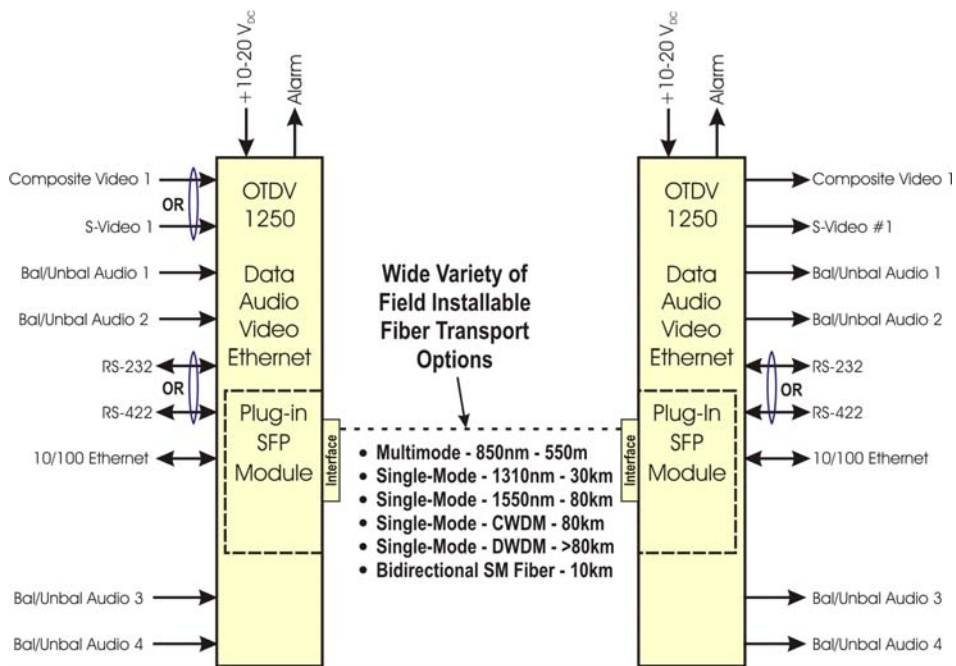 +10-20 VDC
Alarm
Composite Video 1
OR
S-Video 1
Bal/Unbal Audio 1
Bal/Unbal Audio 2
RS-232
OR
RS-422
10/100 Ethernet
Bal/Unbal Audio 3
Bal/Unbal Audio 4
OTDV
1250
Data
Audio
Video
Ethernet
Plug-in
SFP
Module
Interface
Wide Variety of
Field Installable
Fiber Transport
Options
• Multimode - 850nm - 550m
• Single-Mode - 1310nm - 30km
• Single-Mode - 1550nm - 80km
• Single-Mode - CWDM - 80km
• Single-Mode - DWDM - >80km
• Bidirectional SM Fiber - 10km
+10-20 VDC
Alarm
OTDV
1250
Data
Audio
Video
Ethernet
Plug-In
SFP
Module
Interface
Composite Video 1
S-Video #1
Bal/Unbal Audio 1
Bal/Unbal Audio 2
RS-232
OR
RS-422
10/100 Ethernet
Bal/Unbal Audio 3
Bal/Unbal Audio 4